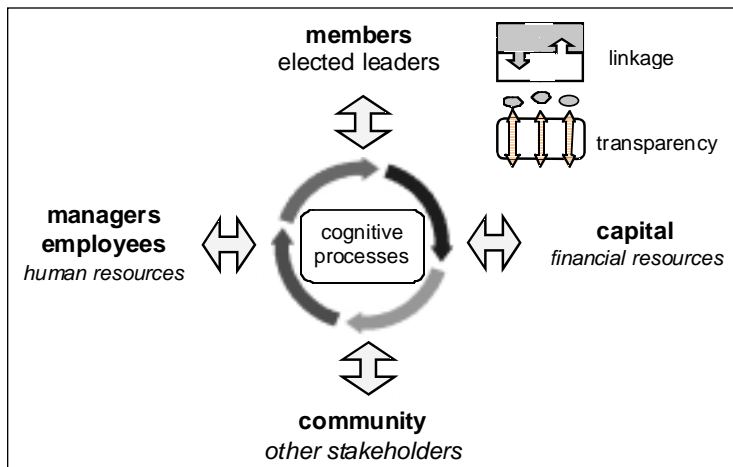 members
elected leaders
linkage
transparency
managers
employees
human resources
cognitive
processes
capital
financial resources
community
other stakeholders